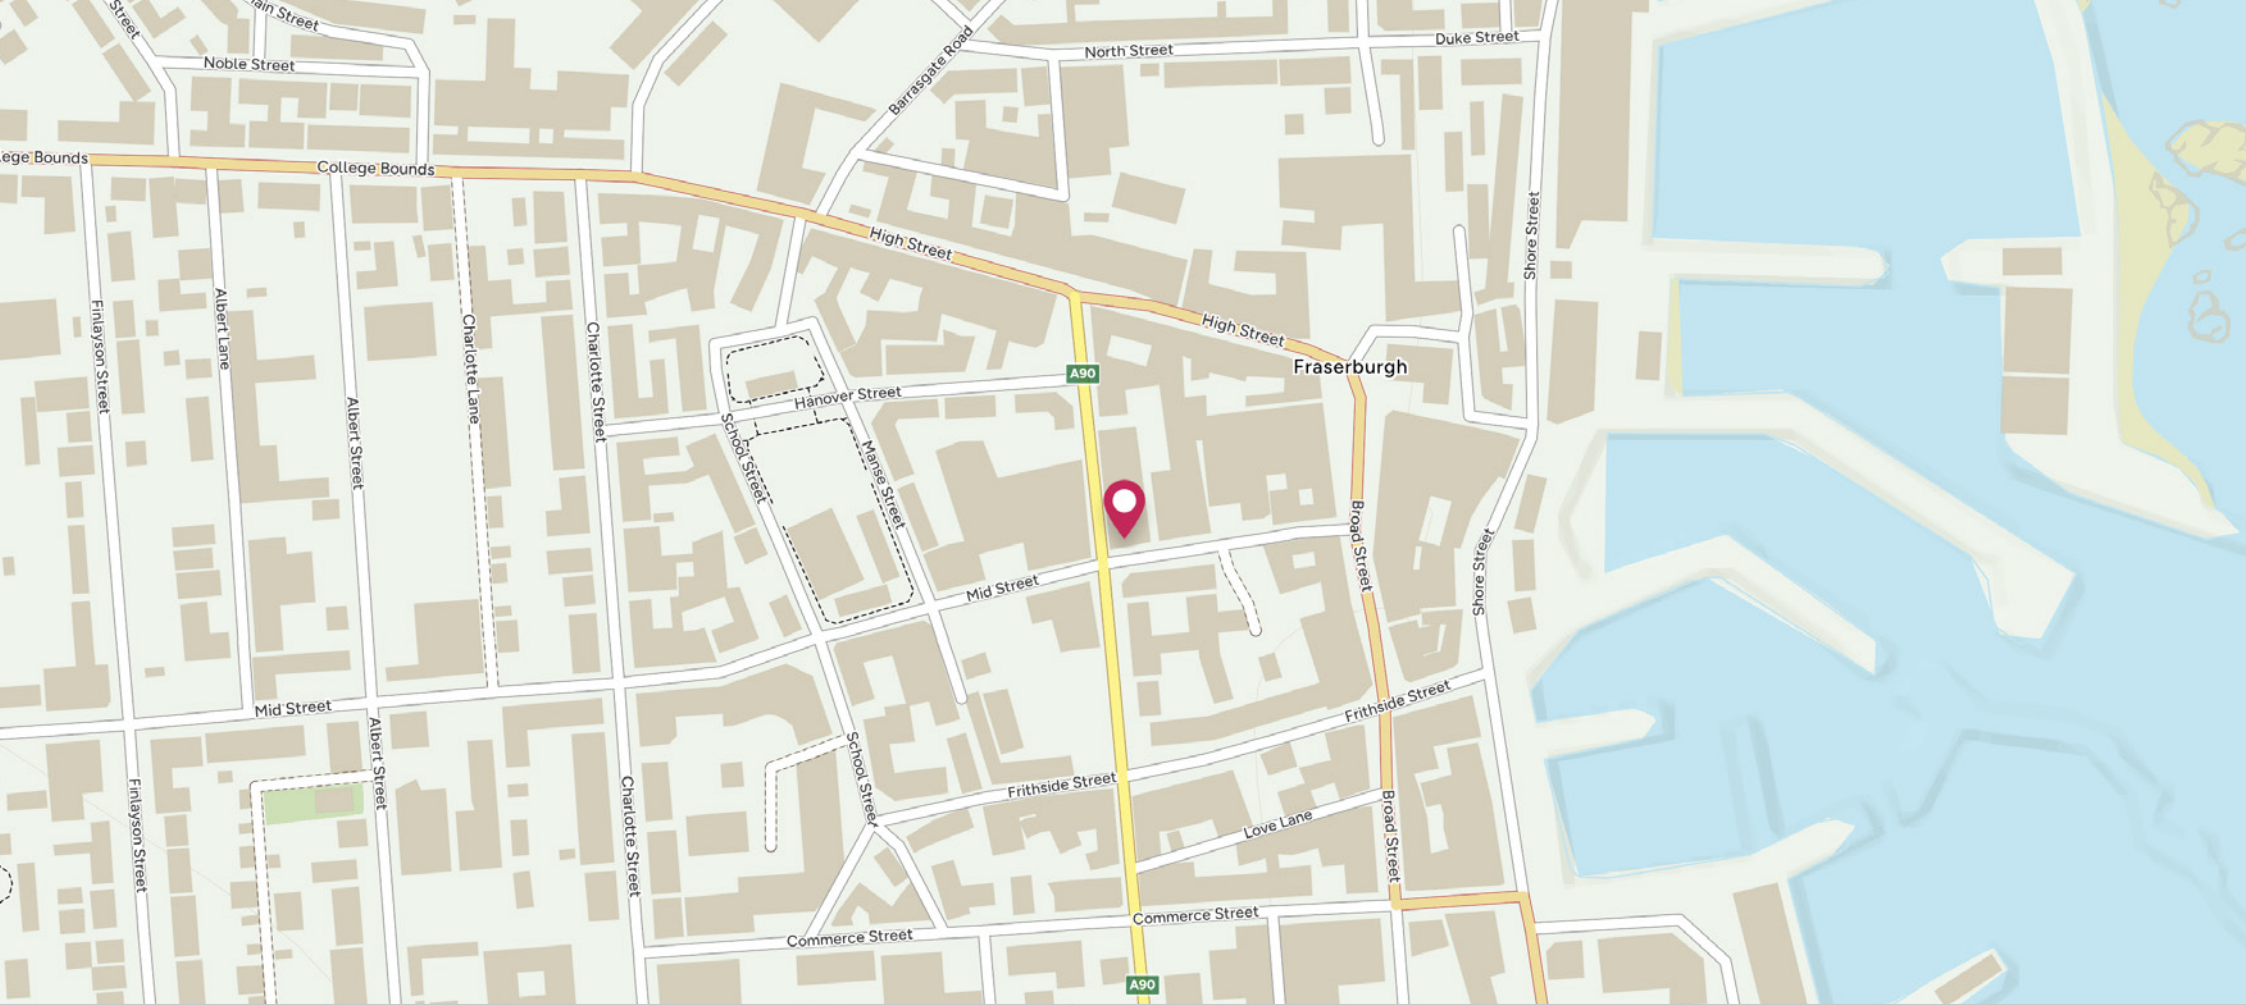 Street
ain Street
Noble Street
Barrasgate Road
North Street
Duke Street
ege Bounds
College Bounds
High Street
Shore Street
High Street
Fraserburgh
A90
Finlayson Street
Albert Lane
Charlotte Lane
Charlotte Street
Albert Street
Hanover Street
School Street
Manse Street
Broad Street
Shore Street
Mid Street
Mid Street
Frithside Street
Albert Street
School Street
Frithside Street
Finlayson Street
Charlotte Street
Love Lane
Broad Street
Commerce Street
Commerce Street
A90